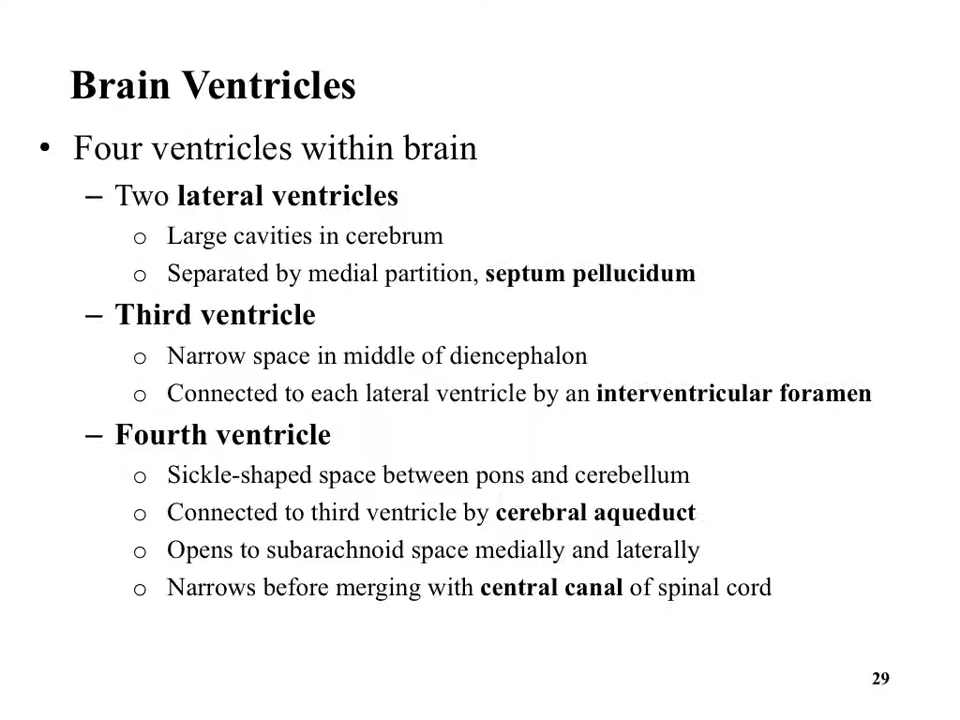 Brain Ventricles
• Four ventricles within brain
– Two lateral ventricles
o Large cavities in cerebrum
o Separated by medial partition, septum pellucidum
– Third ventricle
o Narrow space in middle of diencephalon
o Connected to each lateral ventricle by an interventricular foramen
– Fourth ventricle
o Sickle-shaped space between pons and cerebellum
o Connected to third ventricle by cerebral aqueduct
o Opens to subarachnoid space medially and laterally
o Narrows before merging with central canal of spinal cord
29